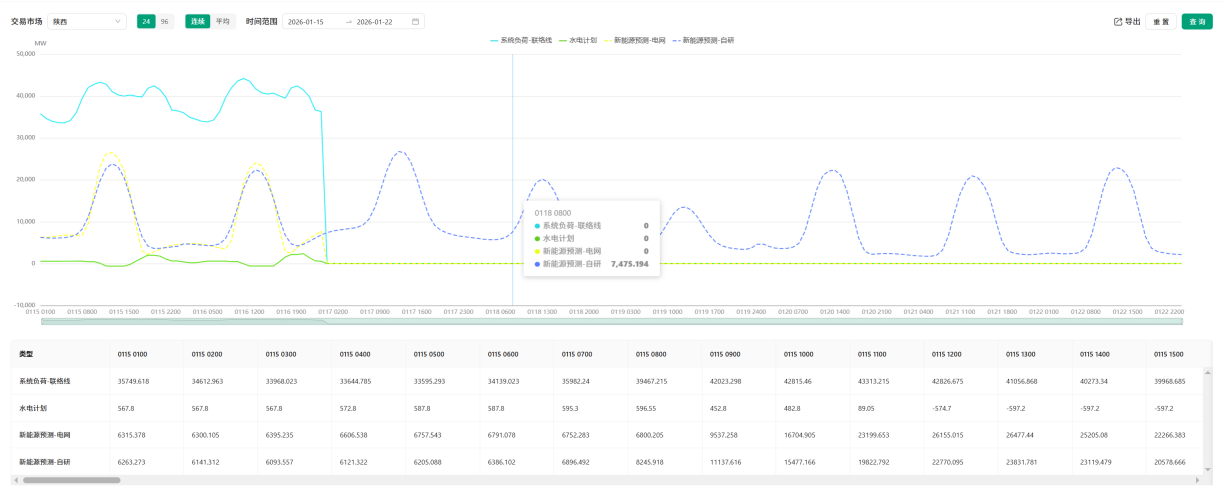 交易市场 陕西 24 96 连续 平均 时间范围 2026-01-15 → 2026-01-22 导出 重置 查询
系统负荷-联络线 水电计划 新能源预测-电网 新能源预测-自研
MW
50,000
40,000
30,000
20,000
10,000
0
-10,000
0118 0800
系统负荷-联络线 0
水电计划 0
新能源预测-电网 0
新能源预测-自研 7,475.194
0115 0100 0115 0800 0115 1500 0115 2200 0116 0500 0116 1200 0116 1900 0117 0200 0117 0900 0117 1600 0117 2300 0118 0600 0118 1300 0118 2000 0119 0300 0119 1000 0119 1700 0119 2400 0120 0700 0120 1400 0120 2100 0121 0400 0121 1100 0121 1800 0122 0100 0122 0800 0122 1500 0122 2200
类型 0115 0100 0115 0200 0115 0300 0115 0400 0115 0500 0115 0600 0115 0700 0115 0800 0115 0900 0115 1000 0115 1100 0115 1200 0115 1300 0115 1400 0115 1500
系统负荷-联络线 35749.618 34612.963 33968.023 33644.785 33595.293 34139.023 35982.24 39467.215 42023.298 42815.46 43313.215 42826.675 41056.868 40273.34 39968.685
水电计划 567.8 567.8 567.8 572.8 587.8 587.8 595.3 596.55 452.8 482.8 89.05 -574.7 -597.2 -597.2 -597.2
新能源预测-电网 6315.378 6300.105 6395.235 6606.538 6757.543 6791.078 6752.283 6800.205 9537.258 16704.905 23199.653 26155.015 26477.44 25205.08 22266.383
新能源预测-自研 6263.273 6141.312 6093.557 6121.322 6205.088 6386.102 6896.492 8245.918 11137.616 15477.166 19822.792 22770.095 23831.781 23119.479 20578.666